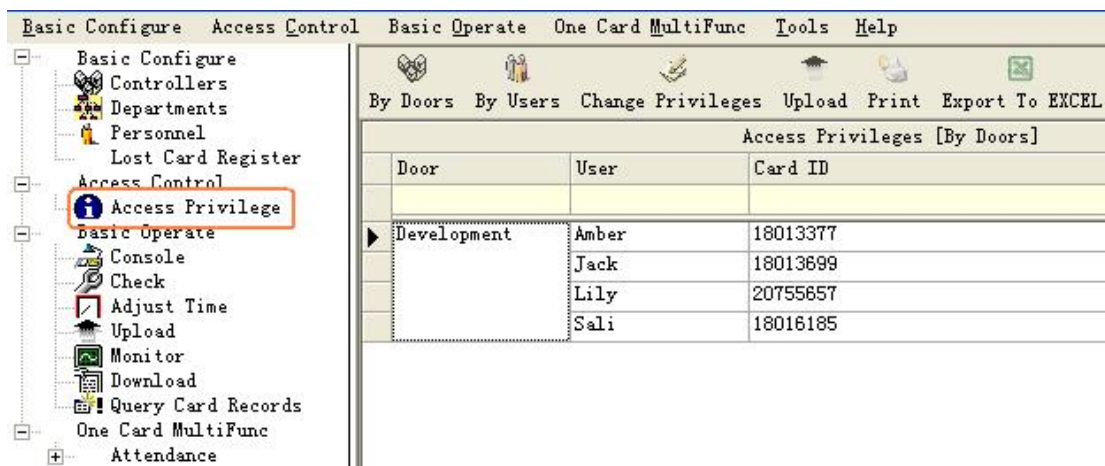 Basic Configure Access Control Basic Operate One Card MultiFunc Tools Help
Basic Configure
Controllers
Departments
Personnel
Lost Card Register
Access Control
Access Privilege
Basic Operate
Console
Check
Adjust Time
Upload
Monitor
Download
Query Card Records
One Card MultiFunc
Attendance
By Doors By Users Change Privileges Upload Print Export To EXCEL
Access Privileges [By Doors]
Door User Card ID
Development Amber 18013377
Jack 18013699
Lily 20755657
Sali 18016185